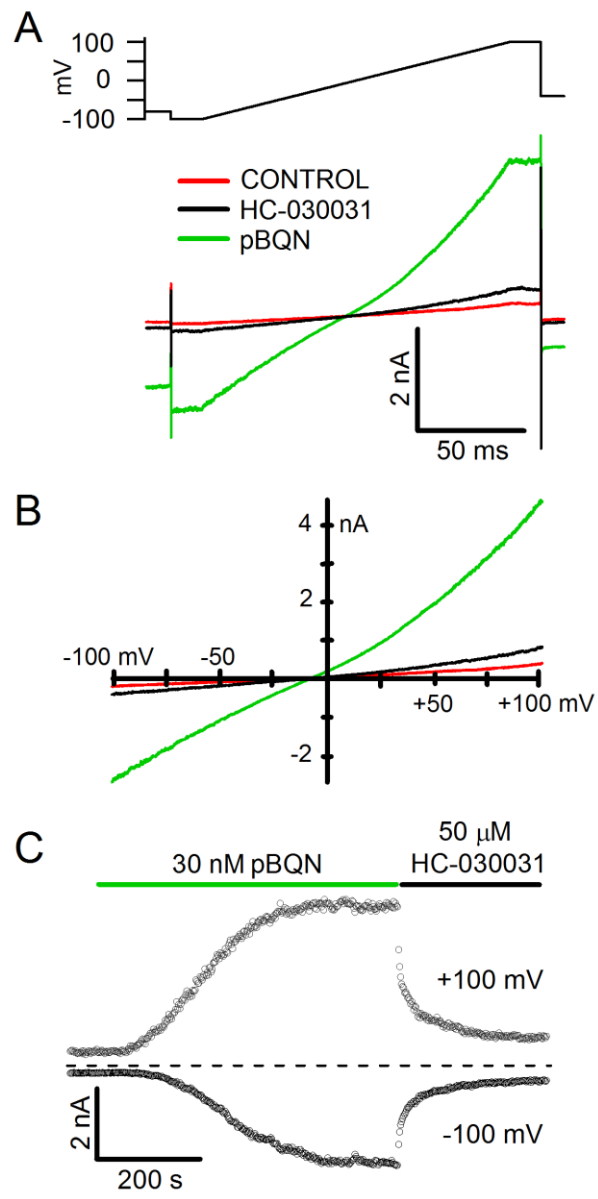 A
100
0
-100
mV
CONTROL
HC-030031
pBQN
2 nA
50 ms
B
4
nA
2
-100 mV
-50
+50
+100 mV
-2
C
30 nM pBQN
50 μM
HC-030031
+100 mV
-100 mV
2 nA
200 s